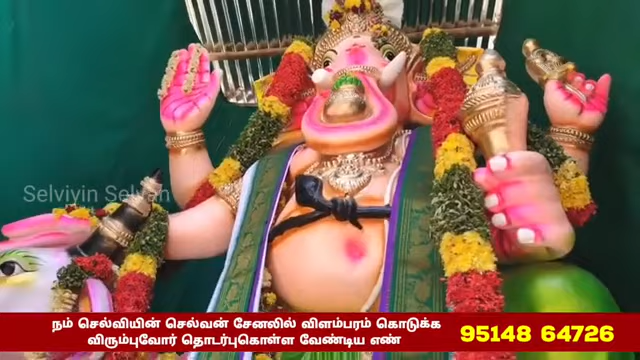 Selviyin Selvan
நம் செல்வியின் செல்வன் சேனலில் விளம்பரம் கொடுக்க
விரும்புவோர் தொடர்புகொள்ள வேண்டிய எண்
95148 64726